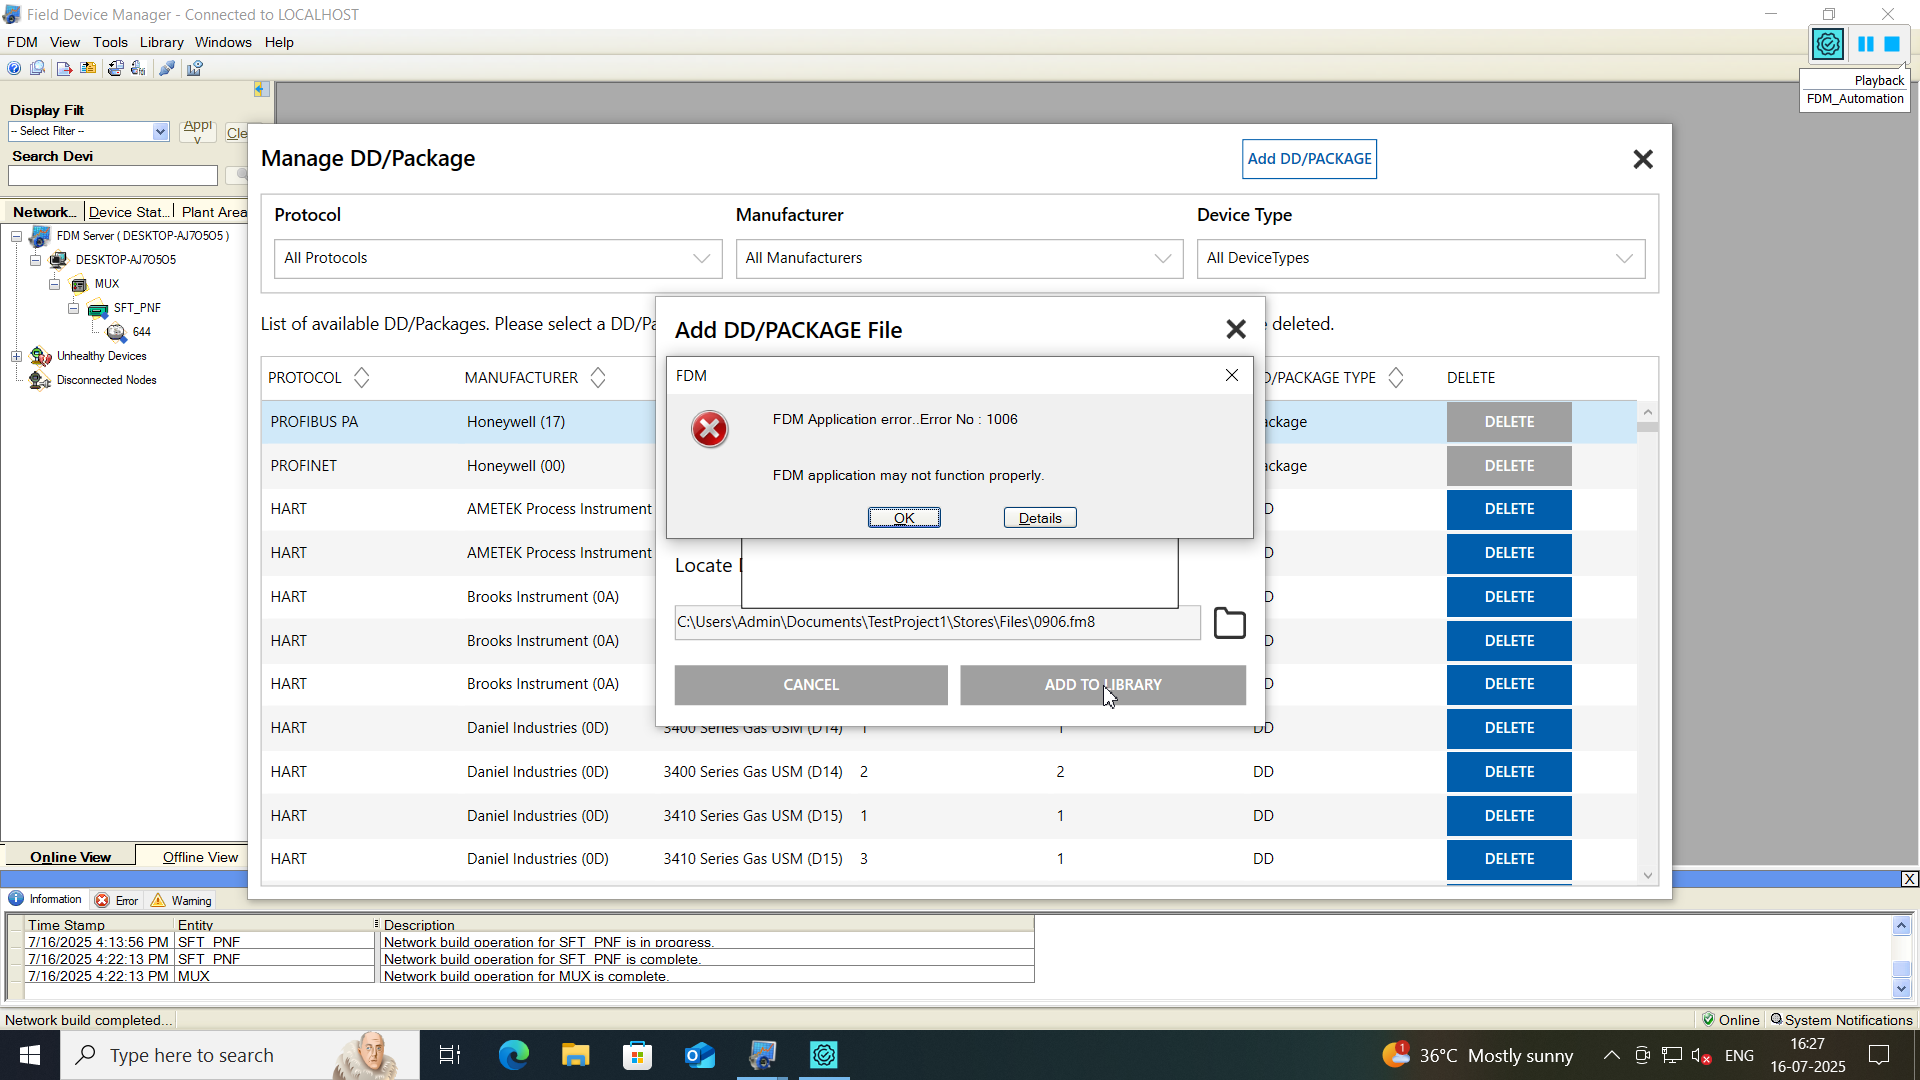 Field Device Manager - Connected to LOCALHOST
FDM View Tools Library Windows Help
Playback
FDM_Automation
Display Filt
-- Select Filter --
Appl
y
Cle
Search Devi
Network... Device Stat... Plant Area
FDM Server ( DESKTOP-AJ7O5O5 )
DESKTOP-AJ7O5O5
MUX
SFT_PNF
644
Unhealthy Devices
Disconnected Nodes
Online View Offline View
Manage DD/Package
Add DD/PACKAGE
Protocol Manufacturer Device Type
All Protocols All Manufacturers All DeviceTypes
List of available DD/Packages. Please select a DD/Pa
e deleted.
PROTOCOL MANUFACTURER D/PACKAGE TYPE DELETE
PROFIBUS PA Honeywell (17) ackage DELETE
PROFINET Honeywell (00) ackage DELETE
HART AMETEK Process Instrument D DELETE
HART AMETEK Process Instrument D DELETE
HART Brooks Instrument (0A) D DELETE
HART Brooks Instrument (0A) D DELETE
HART Brooks Instrument (0A) D DELETE
HART Daniel Industries (0D) 3400 Series Gas USM (D14) 1 1 DD DELETE
HART Daniel Industries (0D) 3400 Series Gas USM (D14) 2 2 DD DELETE
HART Daniel Industries (0D) 3410 Series Gas USM (D15) 1 1 DD DELETE
HART Daniel Industries (0D) 3410 Series Gas USM (D15) 3 1 DD DELETE
Add DD/PACKAGE File
FDM
FDM Application error..Error No : 1006
FDM application may not function properly.
OK Details
Locate
C:\Users\Admin\Documents\TestProject1\Stores\Files\0906.fm8
CANCEL ADD TO LIBRARY
Information Error Warning
X
Time Stamp Entity Description
7/16/2025 4:13:56 PM SFT_PNF Network build operation for SFT_PNF is in progress.
7/16/2025 4:22:13 PM SFT_PNF Network build operation for SFT_PNF is complete.
7/16/2025 4:22:13 PM MUX Network build operation for MUX is complete.
Network build completed...
Online System Notifications
Type here to search
1
36°C Mostly sunny
ENG
16:27
16-07-2025